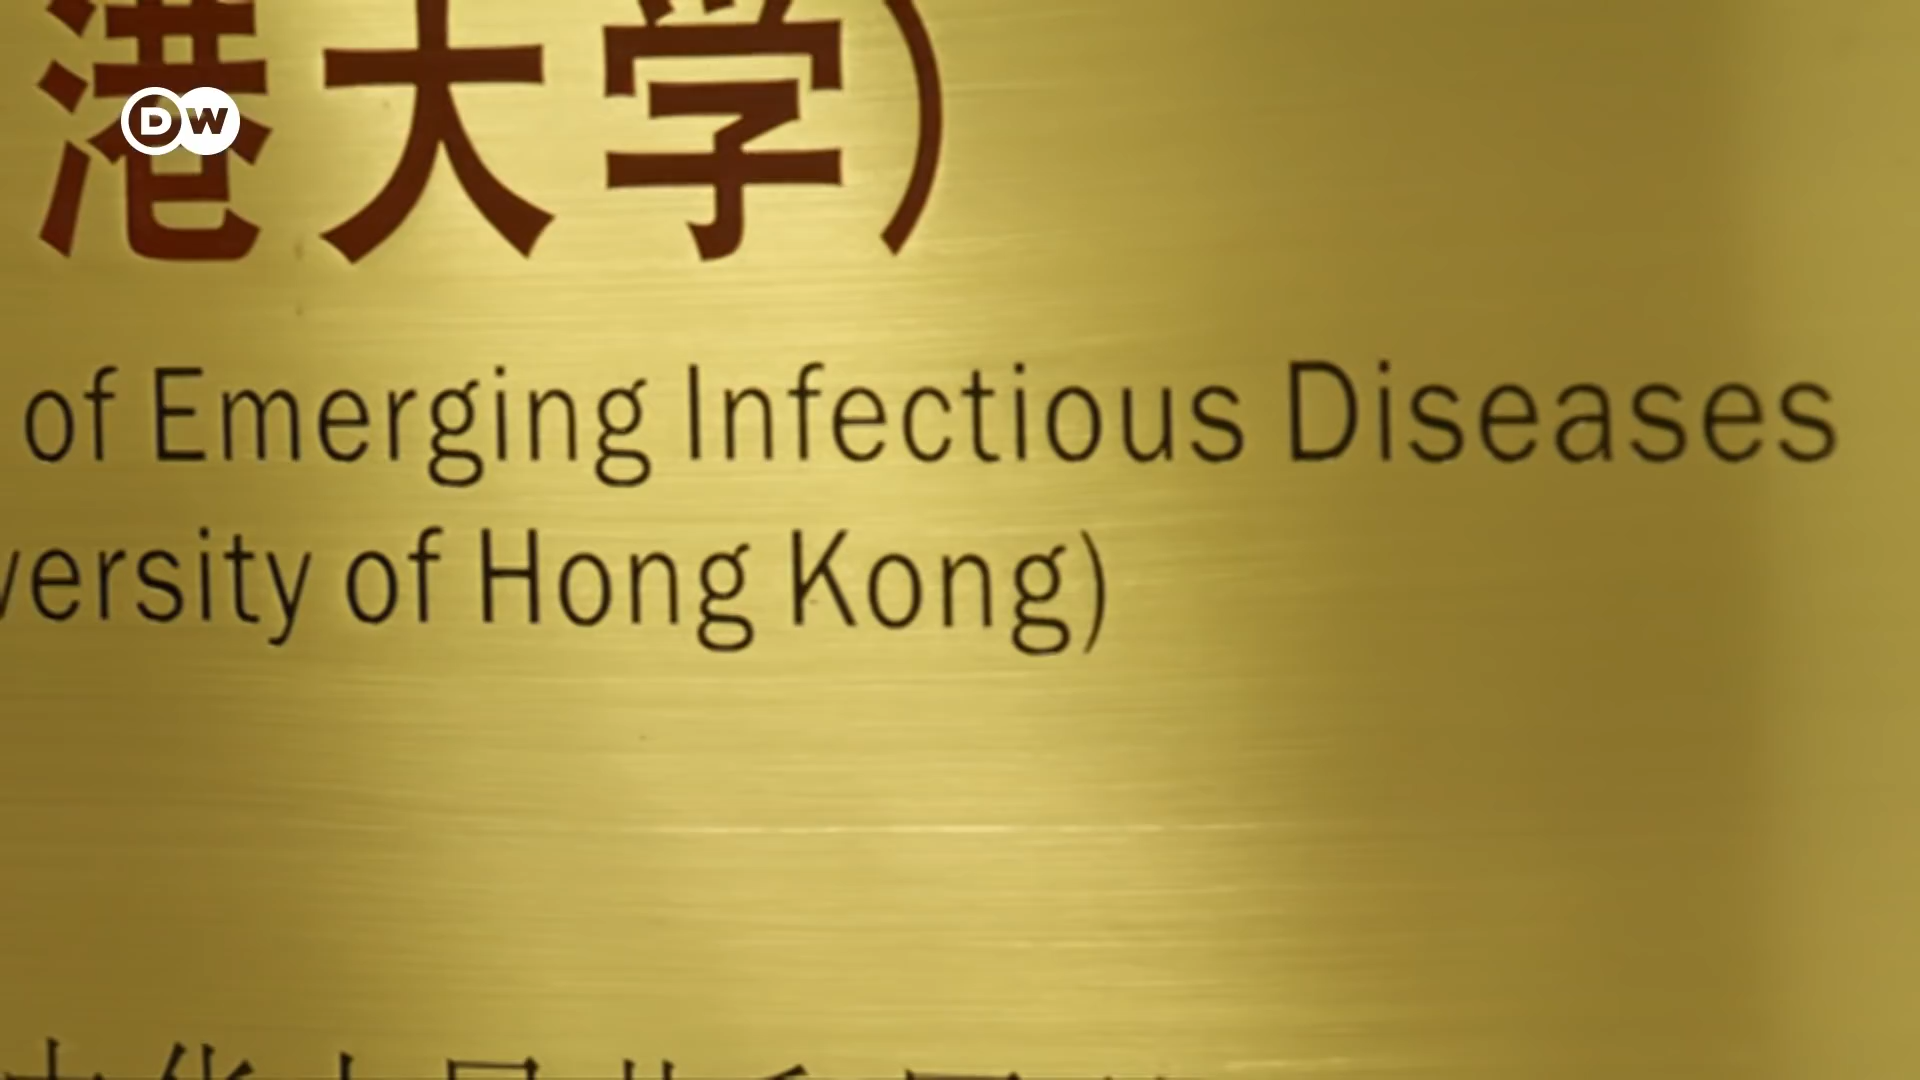 港大学)
DW
of Emerging Infectious Diseases
versity of Hong Kong)